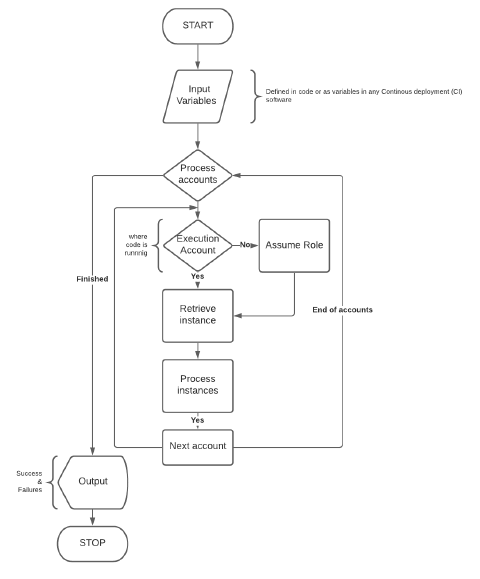 START
Input
Variables
Defined in code or as variables in any Continous deployment (CI)
software
Process
accounts
where
code is
runnnig
Execution
Account
No
Assume Role
Yes
Finished
Retrieve
instance
End of accounts
Process
instances
Yes
Next account
Success
&
Failures
Output
STOP